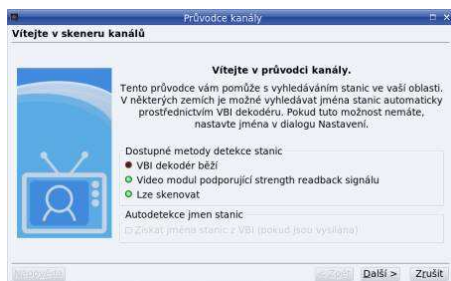 Průvodce kanály
Vítejte v skeneru kanálů
Vítejte v průvodci kanály.
Tento průvodce vám pomůže s vyhledáváním stanic ve vaší oblasti.
V některých zemích je možné vyhledávat jména stanic automaticky
prostřednictvím VBI dekodéru. Pokud tuto možnost nemáte,
nastavte jména v dialogu Nastavení.
Dostupné metody detekce stanic
VBI dekodér běží
Video modul podporující strength readback signálu
Lze skenovat
Autodetekce jmen stanic
Získat jména stanic z VBI (pokud jsou vysílána)
Nápověda
< Zpět
Další >
Zrušit